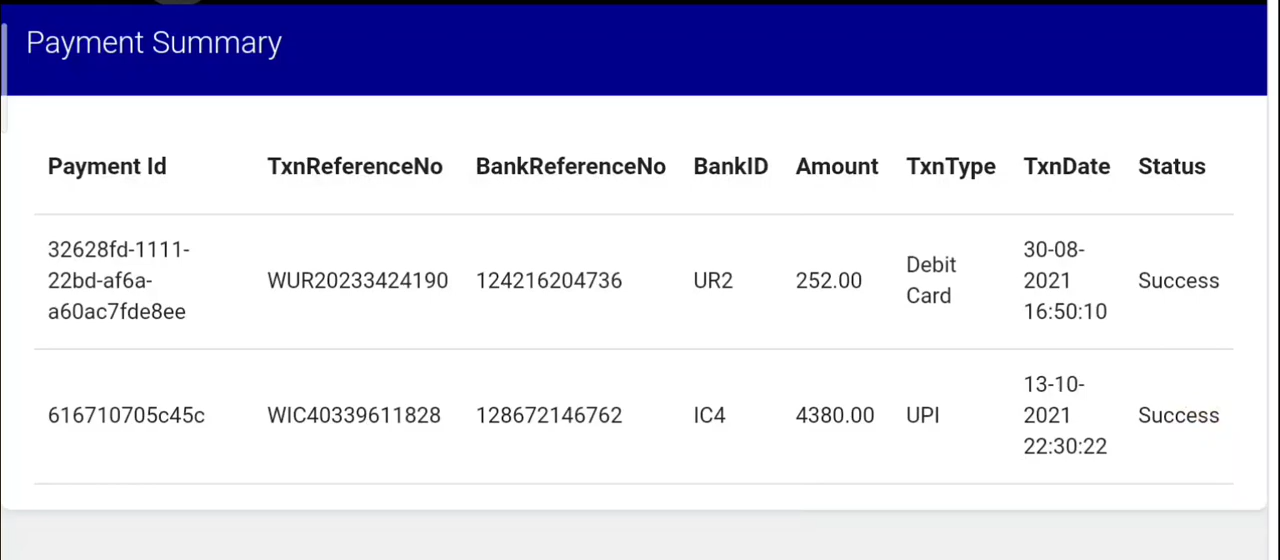 Payment Summary
Payment Id TxnReferenceNo BankReferenceNo BankID Amount TxnType TxnDate Status
32628fd-1111-
22bd-af6a-
a60ac7fde8ee
WUR20233424190
124216204736
UR2
252.00
Debit
Card
30-08-
2021
16:50:10
Success
616710705c45c
WIC40339611828
128672146762
IC4
4380.00
UPI
13-10-
2021
22:30:22
Success